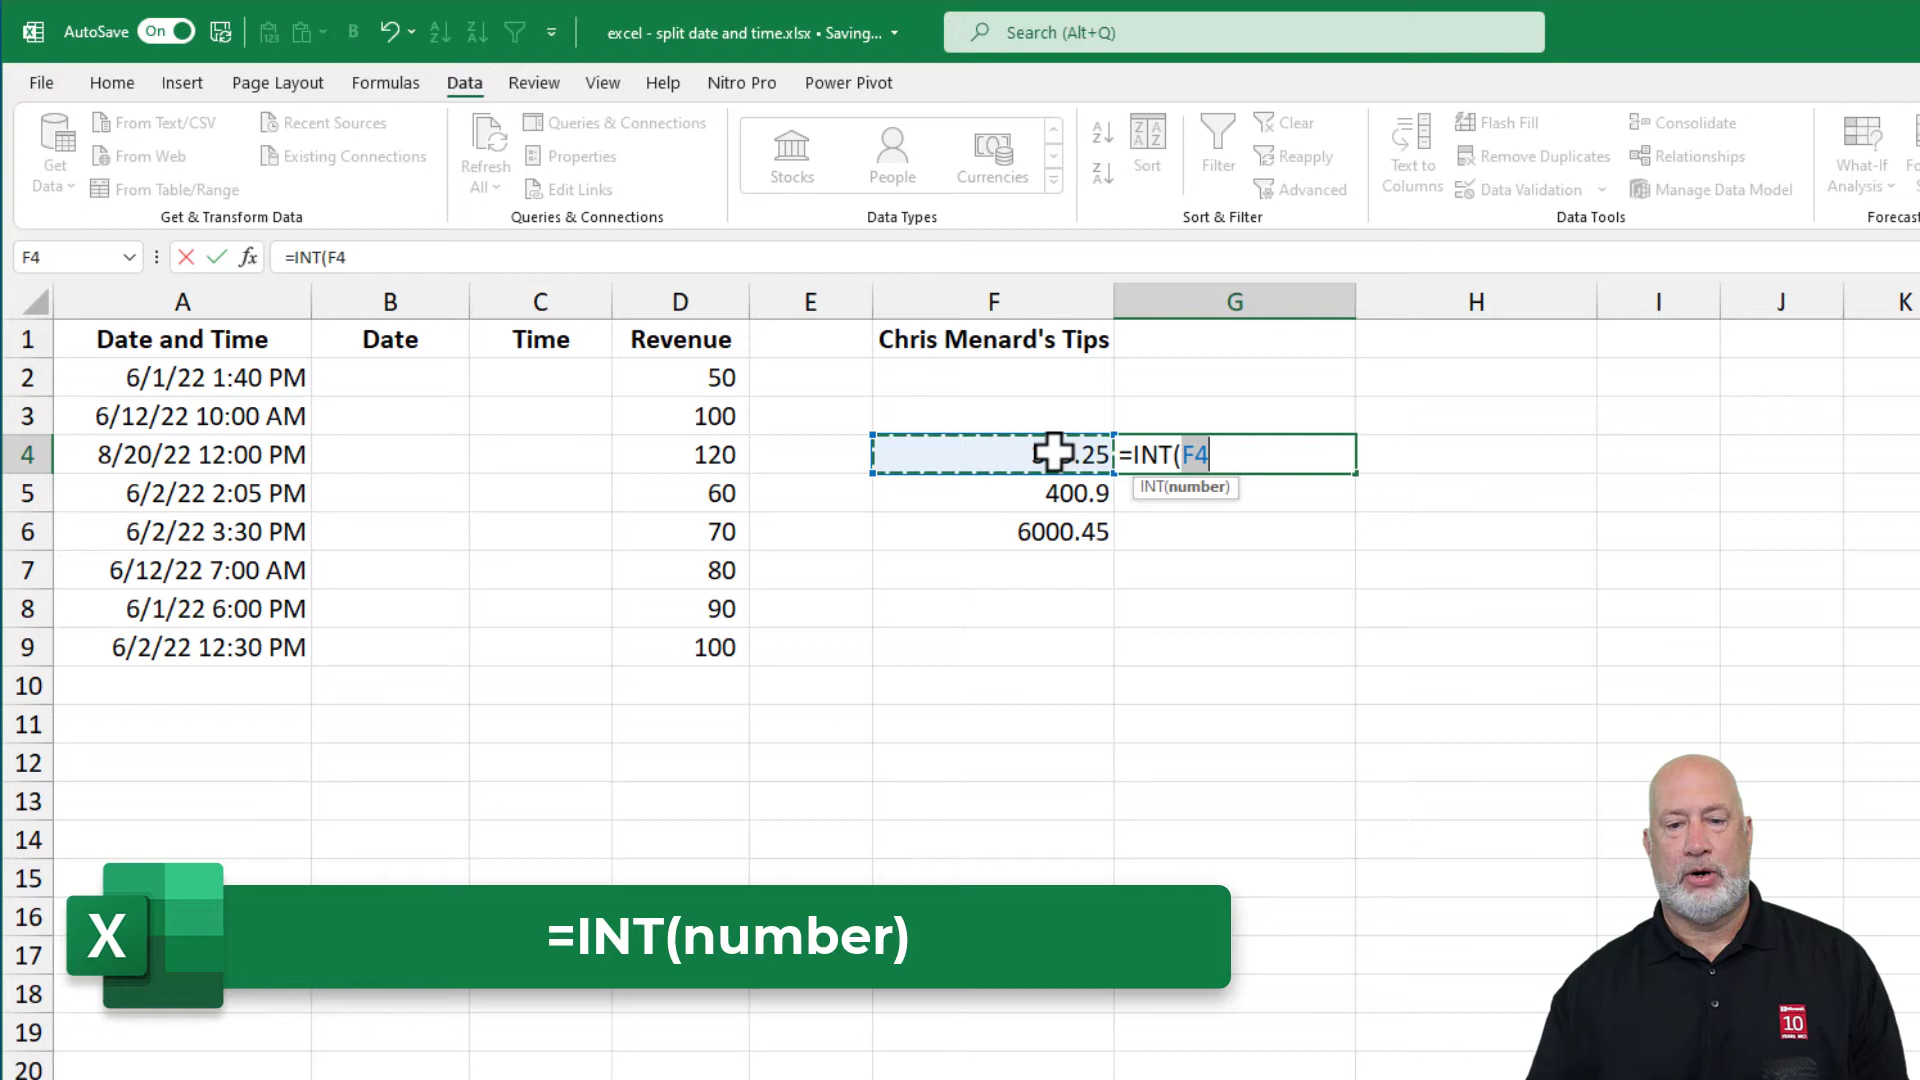 AutoSave On excel - split date and time.xlsx • Saving... Search (Alt+Q)
File Home Insert Page Layout Formulas Data Review View Help Nitro Pro Power Pivot
Get Data
From Text/CSV
From Web
From Table/Range
Recent Sources
Existing Connections
Get & Transform Data
Refresh All
Queries & Connections
Properties
Edit Links
Queries & Connections
Stocks People Currencies
Data Types
Sort
Filter
Clear
Reapply
Advanced
Sort & Filter
Text to Columns
Flash Fill
Remove Duplicates
Data Validation
Consolidate
Relationships
Manage Data Model
Data Tools
What-If Analysis
Forecast
F4 fx =INT(F4
A B C D E F G H I J K
1 Date and Time Date Time Revenue Chris Menard's Tips
2 6/1/22 1:40 PM 50
3 6/12/22 10:00 AM 100
4 8/20/22 12:00 PM 120 .25 =INT(F4
5 6/2/22 2:05 PM 60 400.9 INT(number)
6 6/2/22 3:30 PM 70 6000.45
7 6/12/22 7:00 AM 80
8 6/1/22 6:00 PM 90
9 6/2/22 12:30 PM 100
10
11
12
13
14
15
16
17
18
19
20
X =INT(number)
10